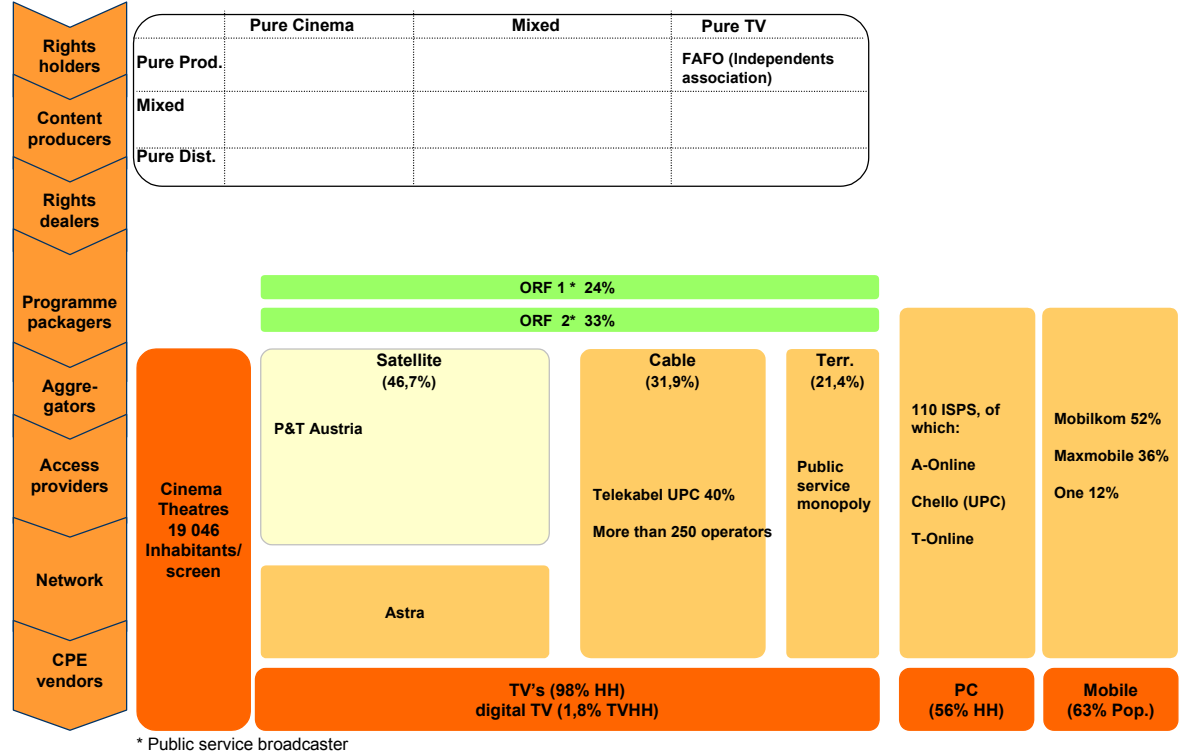 Rights
holders
Content
producers
Rights
dealers
Programme
packagers
Aggre-
gators
Access
providers
Network
CPE
vendors
Pure Cinema
Mixed
Pure TV
Pure Prod.
FAFO (Independents
association)
Mixed
Pure Dist.
ORF 1 * 24%
ORF 2* 33%
Cinema
Theatres
19 046
Inhabitants/
screen
Satellite
(46,7%)
P&T Austria
Astra
Cable
(31,9%)
Telekabel UPC 40%
More than 250 operators
Terr.
(21,4%)
Public
service
monopoly
110 ISPS, of
which:
A-Online
Chello (UPC)
T-Online
Mobilkom 52%
Maxmobile 36%
One 12%
TV's (98% HH)
digital TV (1,8% TVHH)
PC
(56% HH)
Mobile
(63% Pop.)
* Public service broadcaster